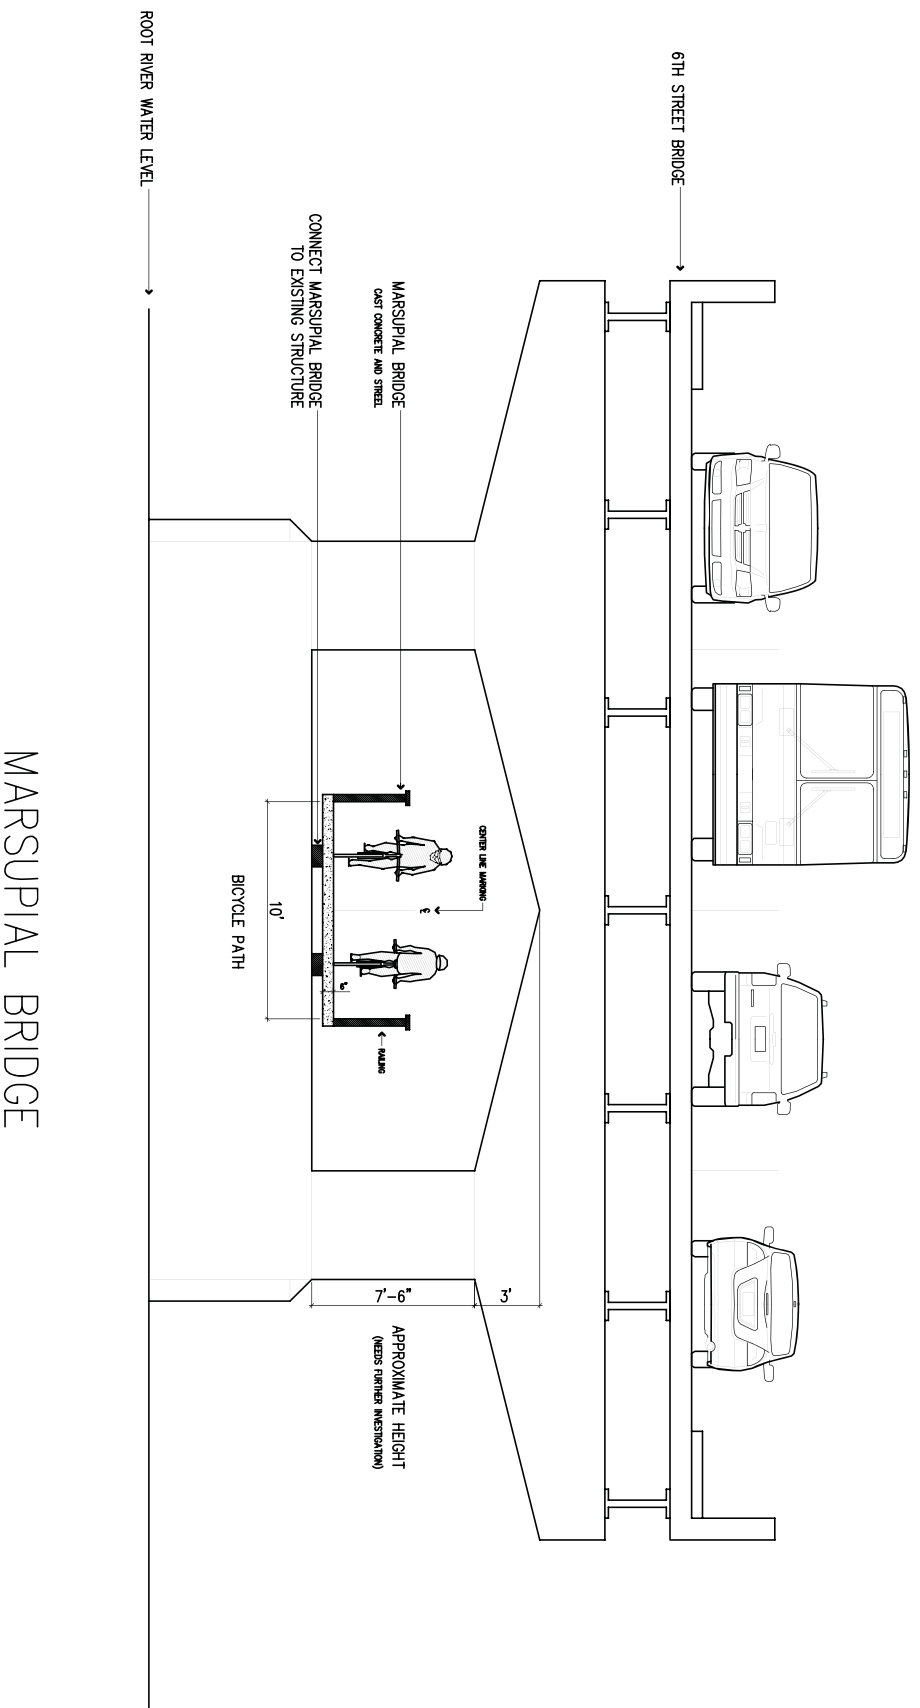 6TH STREET BRIDGE
CENTER LINE MARKING
MARSUPIAL BRIDGE
CAST CONCRETE AND STREEL
CONNECT MARSUPIAL BRIDGE
TO EXISTING STRUCTURE
ROOT RIVER WATER LEVEL
℄
6"
RAILING
10'
BICYCLE PATH
7'-6"
3'
APPROXIMATE HEIGHT
(NEEDS FURTHER INVESTIGATION)
MARSUPIAL BRIDGE